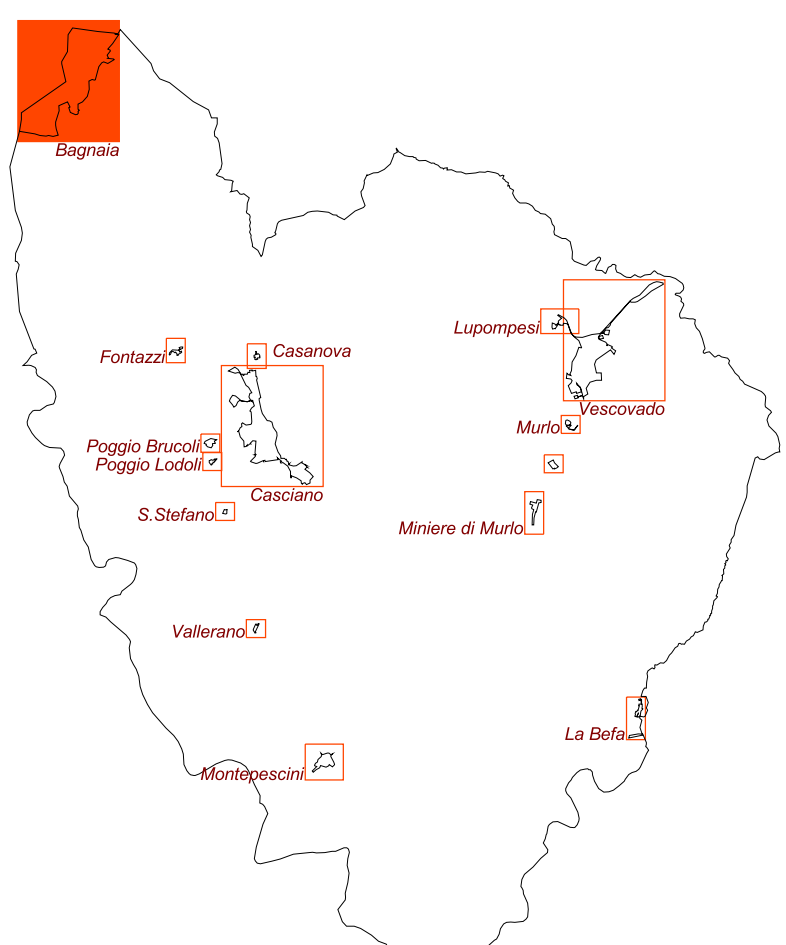 Bagnaia
Lupompesi
Fontazzi
Casanova
Vescovado
Murlo
Poggio Brucoli
Poggio Lodoli
Casciano
S.Stefano
Miniere di Murlo
Vallerano
La Befa
Montepescini